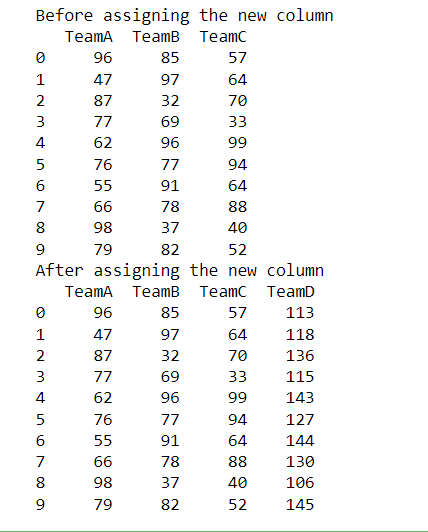 Before assigning the new column
TeamA TeamB TeamC
0 96 85 57
1 47 97 64
2 87 32 70
3 77 69 33
4 62 96 99
5 76 77 94
6 55 91 64
7 66 78 88
8 98 37 40
9 79 82 52
After assigning the new column
TeamA TeamB TeamC TeamD
0 96 85 57 113
1 47 97 64 118
2 87 32 70 136
3 77 69 33 115
4 62 96 99 143
5 76 77 94 127
6 55 91 64 144
7 66 78 88 130
8 98 37 40 106
9 79 82 52 145